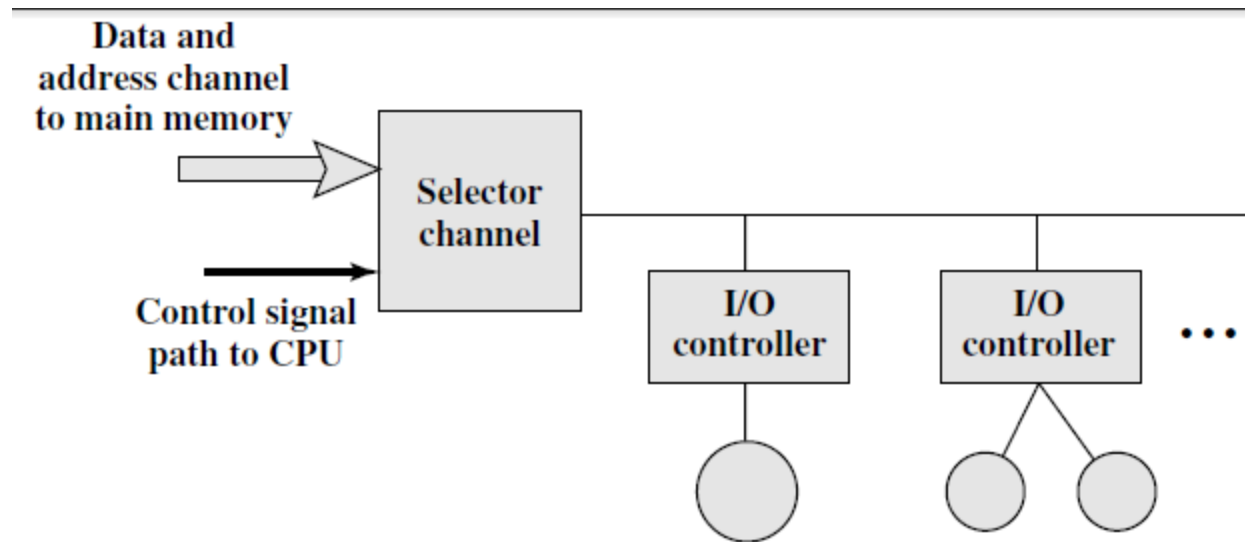 Data and
address channel
to main memory
Selector
channel
Control signal
path to CPU
I/O
controller
I/O
controller